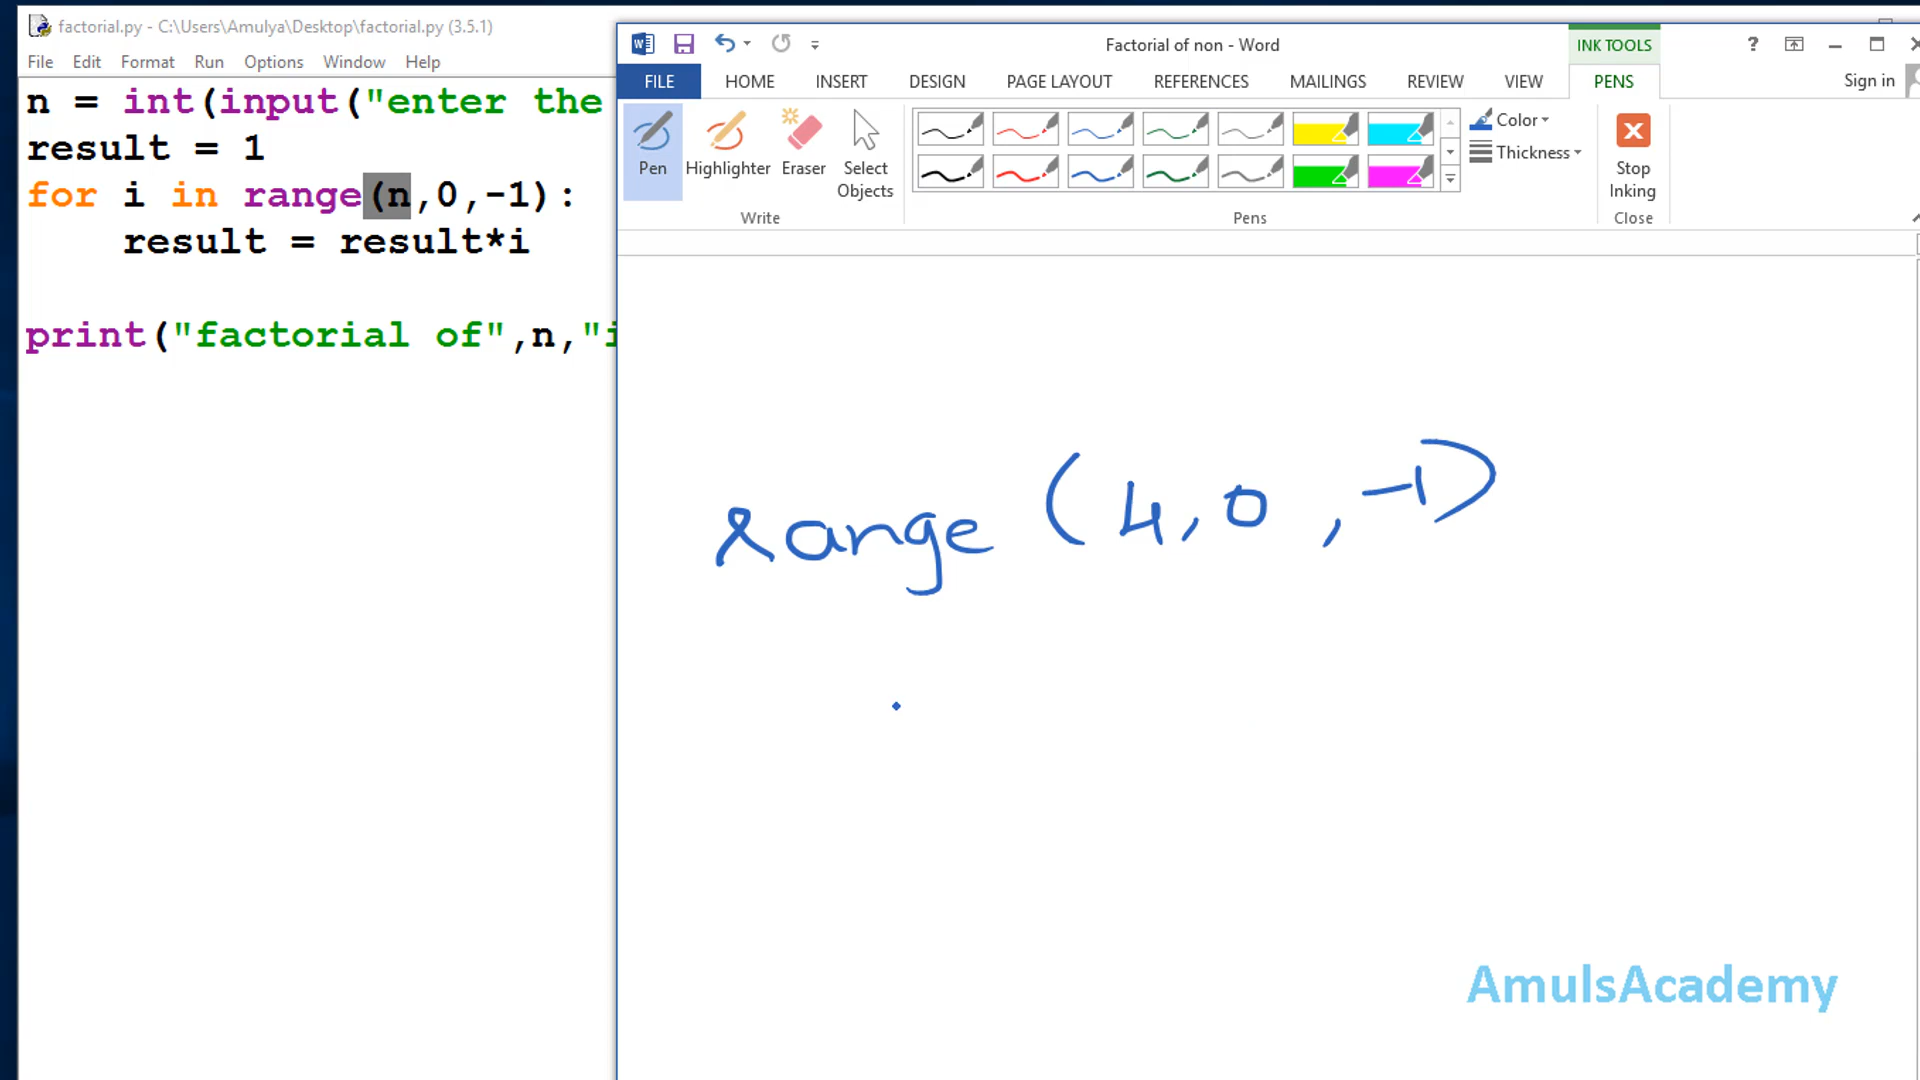 factorial.py - C:\Users\Amulya\Desktop\factorial.py (3.5.1)
File Edit Format Run Options Window Help
n = int(input("enter the
result = 1
for i in range(n,0,-1):
    result = result*i
print("factorial of",n,"i
Factorial of non - Word
INK TOOLS
?
FILE HOME INSERT DESIGN PAGE LAYOUT REFERENCES MAILINGS REVIEW VIEW PENS
Sign in
Pen Highlighter Eraser Select Objects
Color
Thickness
Stop Inking
Write Pens Close
range (4,0,-1)
AmulsAcademy